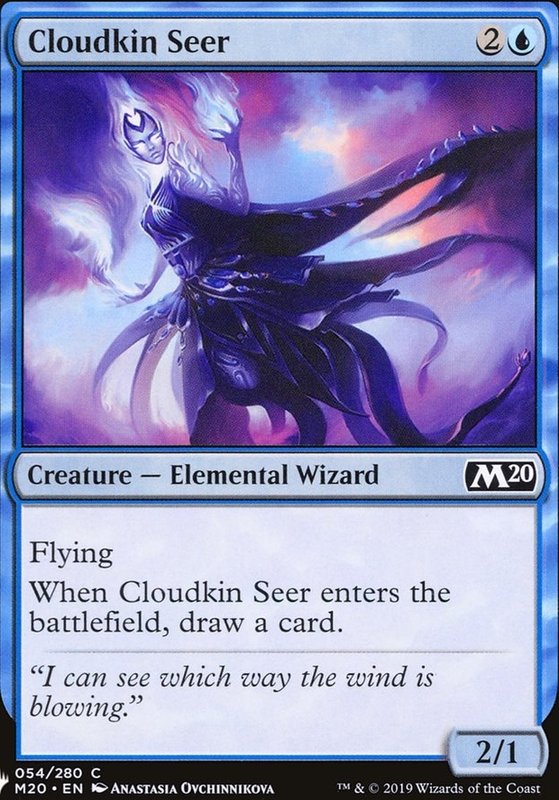 Cloudkin Seer 2
Creature — Elemental Wizard M20
Flying
When Cloudkin Seer enters the
battlefield, draw a card.
“I can see which way the wind is
blowing.”
2/1
054/280 C
M20 • EN Anastasia Ovchinnikova ™ & © 2019 Wizards of the Coast